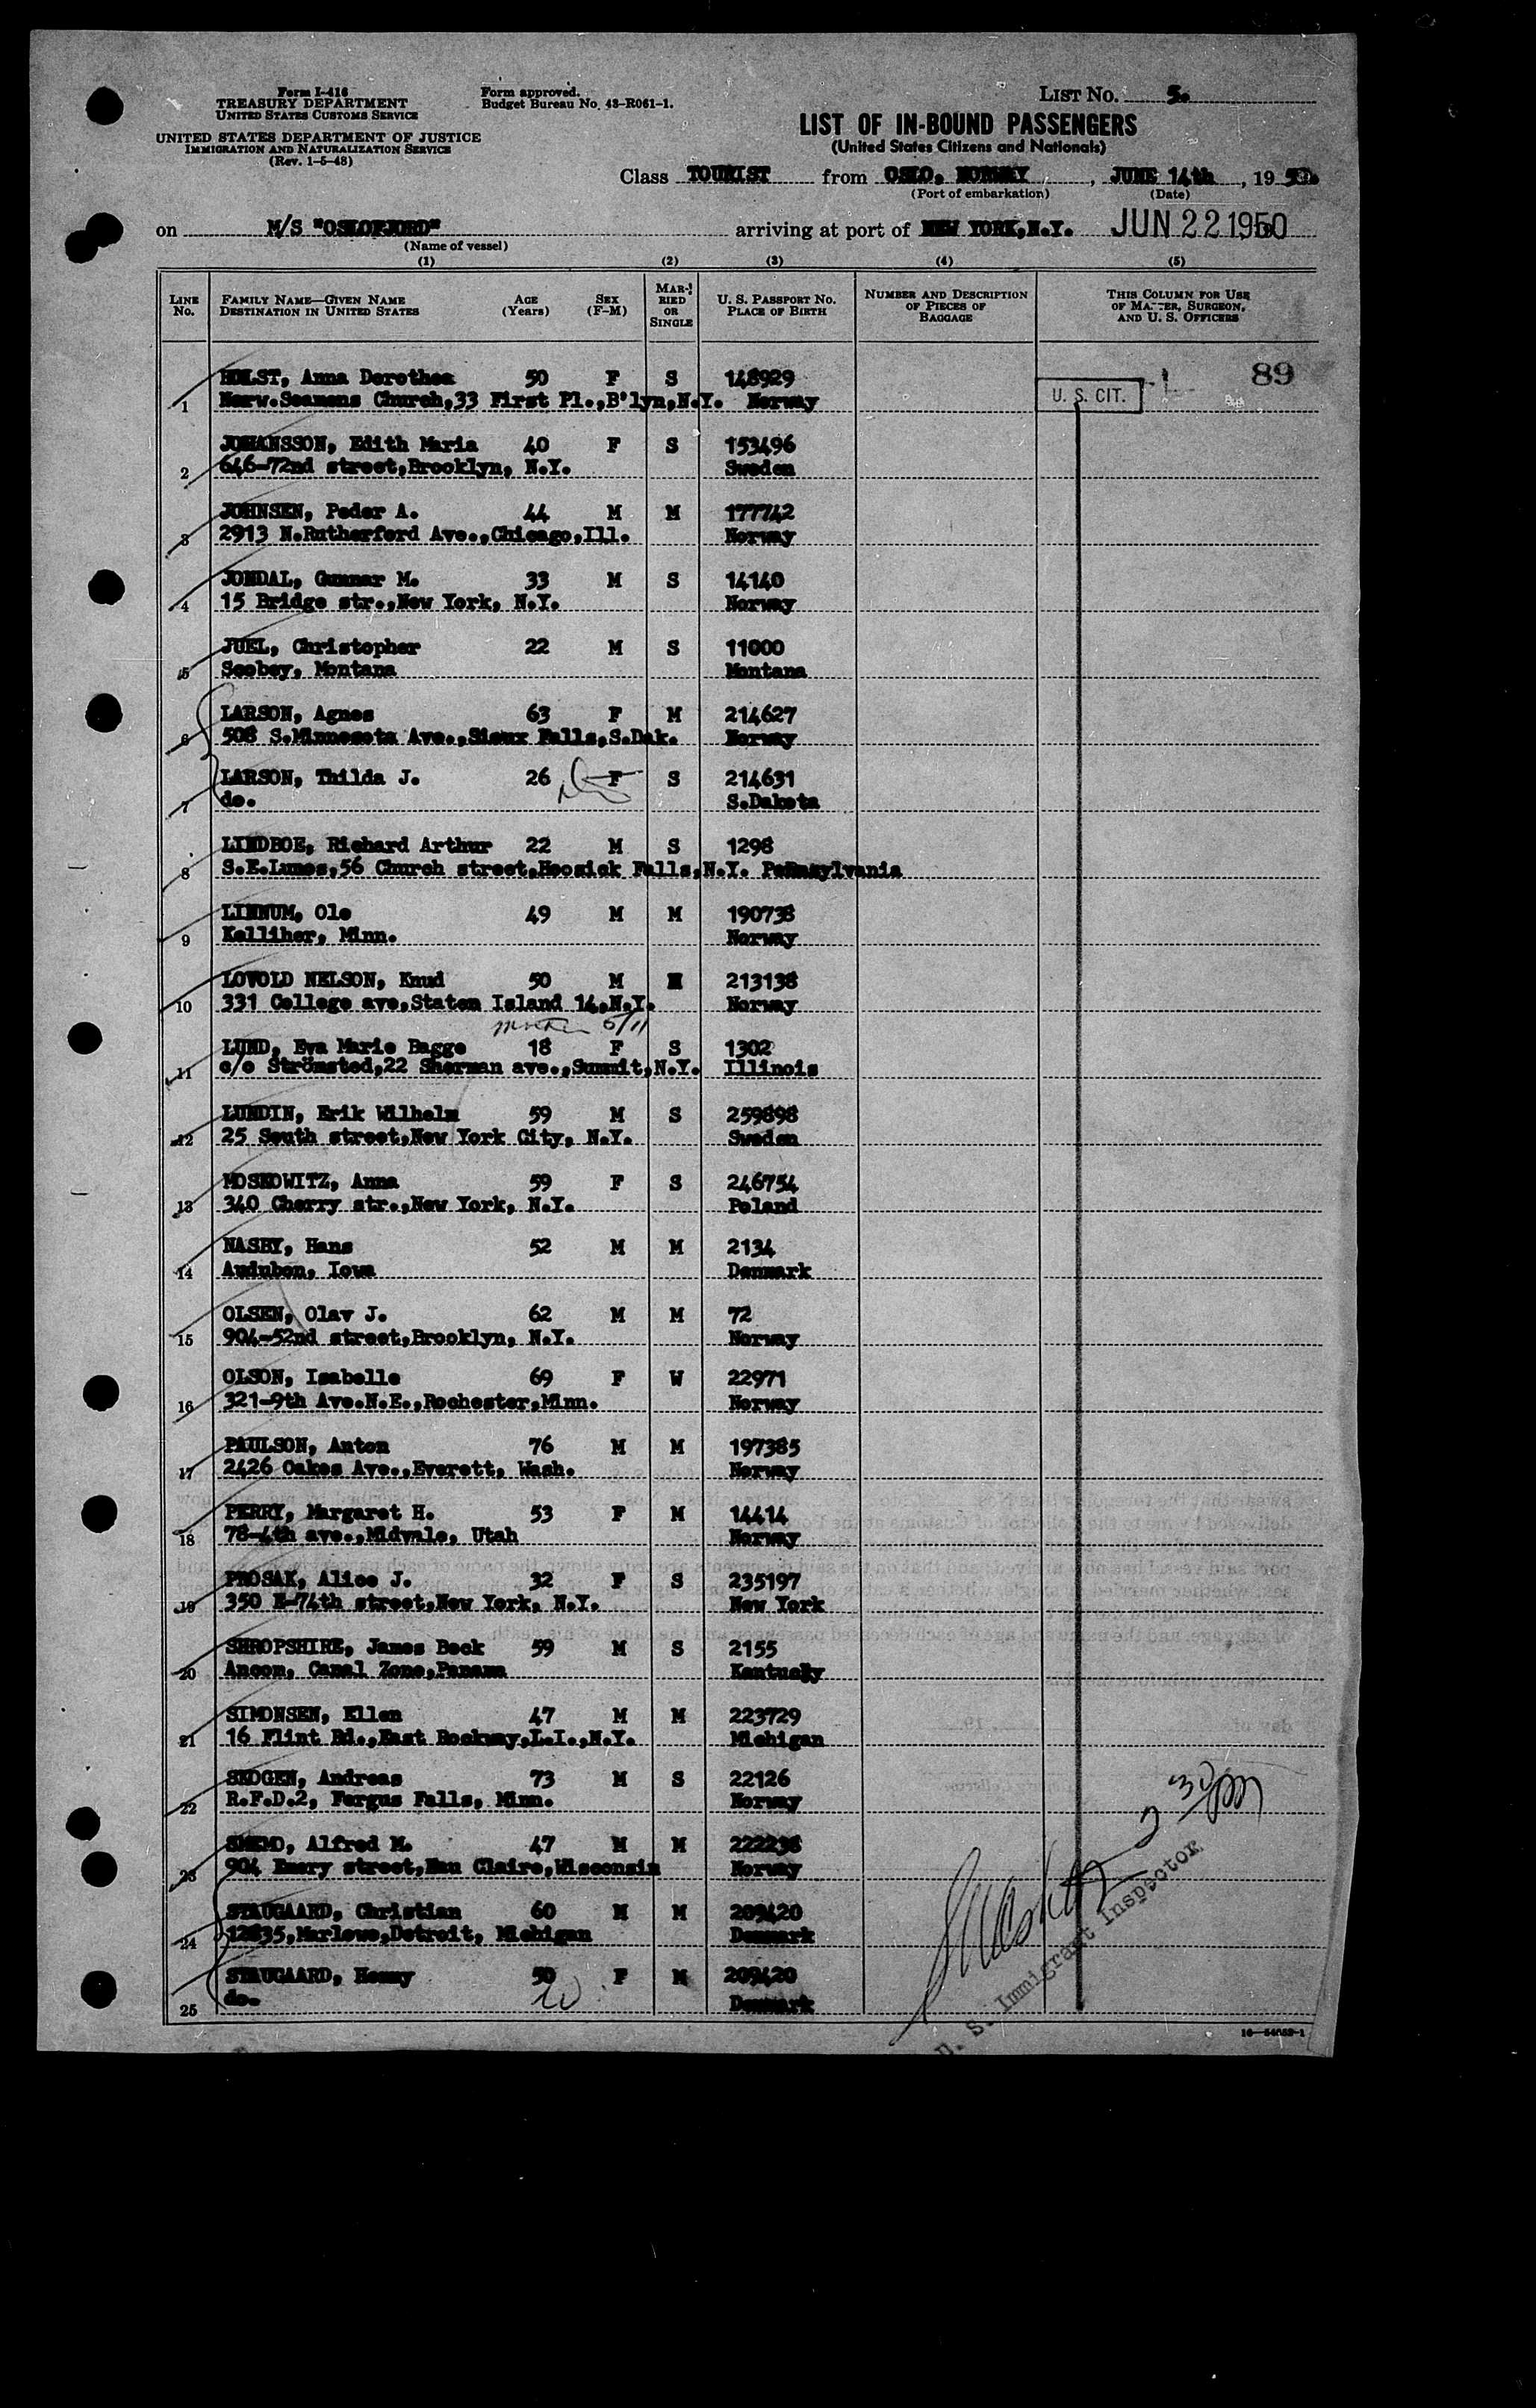 Form I-416
TREASURY DEPARTMENT
UNITED STATES CUSTOMS SERVICE
UNITED STATES DEPARTMENT OF JUSTICE
IMMIGRATION AND NATURALIZATION SERVICE
(Rev. 1-5-48)
Form approved.
Budget Bureau No. 43-R061-1.
LIST NO. 5.
LIST OF IN-BOUND PASSENGERS
(United States Citizens and Nationals)
Class TOURIST from OSLO, NORWAY, JUNE 14th, 1950.
(Port of embarkation) (Date)
on M/S "OSLOFJORD" arriving at port of NEW YORK, N.Y. JUN 22 1950
(Name of vessel)
(1) (2) (3) (4) (5)
LINE NO. FAMILY NAME—GIVEN NAME DESTINATION IN UNITED STATES AGE (Years) SEX (F-M) MARRIED OR SINGLE U. S. PASSPORT NO. PLACE OF BIRTH NUMBER AND DESCRIPTION OF PIECES OF BAGGAGE THIS COLUMN FOR USE OF MASTER, SURGEON, AND U. S. OFFICERS
89
U. S. CIT.
HOLST, Anna Dorothea 50 F S 148929
1 Norw.Seamens Church,33 First Pl.,B'lyn,N.Y. Norway
JOHANSSON, Edith Maria 40 F S 153496
2 646-72nd street,Brooklyn, N.Y. Sweden
JOHNSEN, Peder A. 44 M M 177742
3 2913 N.Rutherford Ave.,Chicago,Ill. Norway
JONDAL, Gunnar M. 33 M S 14140
4 15 Bridge str.,New York, N.Y. Norway
JUEL, Christopher 22 M S 11000
5 Scobey, Montana Montana
LARSON, Agnes 63 F M 214627
6 508 S.Minnesota Ave.,Sioux Falls,S.Dak. Norway
LARSON, Thilda J. 26 F S 214631
7 do. S.Dakota
LINDBOE, Richard Arthur 22 M S 1298
8 S.E.Lunos,56 Church street,Hoosick Falls,N.Y. Pennsylvania
LINNUM, Ole 49 M M 190738
9 Kelliher, Minn. Norway
LOVOLD NELSON, Knud 50 M M 213138
10 331 College ave,Staten Island 14,N.Y. Norway
LUND, Eva Marie Bagge 18 F S 1302
11 c/o Strömsted,22 Sherman ave.,Summit,N.Y. Illinois
LUNDIN, Erik Wilhelm 59 M S 259898
12 25 South street,New York City, N.Y. Sweden
MOSKOWITZ, Anna 59 F S 246754
13 340 Cherry str.,New York, N.Y. Poland
NASBY, Hans 52 M M 2134
14 Audubon, Iowa Denmark
OLSEN, Olav J. 62 M M 72
15 904-52nd street,Brooklyn, N.Y. Norway
OLSON, Isabelle 69 F W 22971
16 321-9th Ave.N.E.,Rochester,Minn. Norway
PAULSON, Anton 76 M M 197385
17 2426 Oakes Ave.,Everett, Wash. Norway
PERRY, Margaret H. 53 F M 14414
18 78-4th ave.,Midvale, Utah Norway
PROSAK, Alice J. 32 F S 235197
19 350 E-74th street,New York, N.Y. New York
SHROPSHIRE, James Beck 59 M S 2155
20 Ancon, Canal Zone,Panama Kentucky
SIMONSEN, Ellen 47 M M 223729
21 16 Flint Rd.,East Rockway,L.I.,N.Y. Michigan
SKOGEN, Andreas 73 M S 22126
22 R.F.D.2, Fergus Falls, Minn. Norway
SMEMO, Alfred M. 47 M M 222238
23 904 Emery street,Eau Claire,Wisconsin Norway
STAUGAARD, Christian 60 M M 209420
24 12835,Marlowe,Detroit, Michigan Denmark
STAUGAARD, Henny 50 F M 209420
25 do. Denmark
U. S. Immigrant Inspector